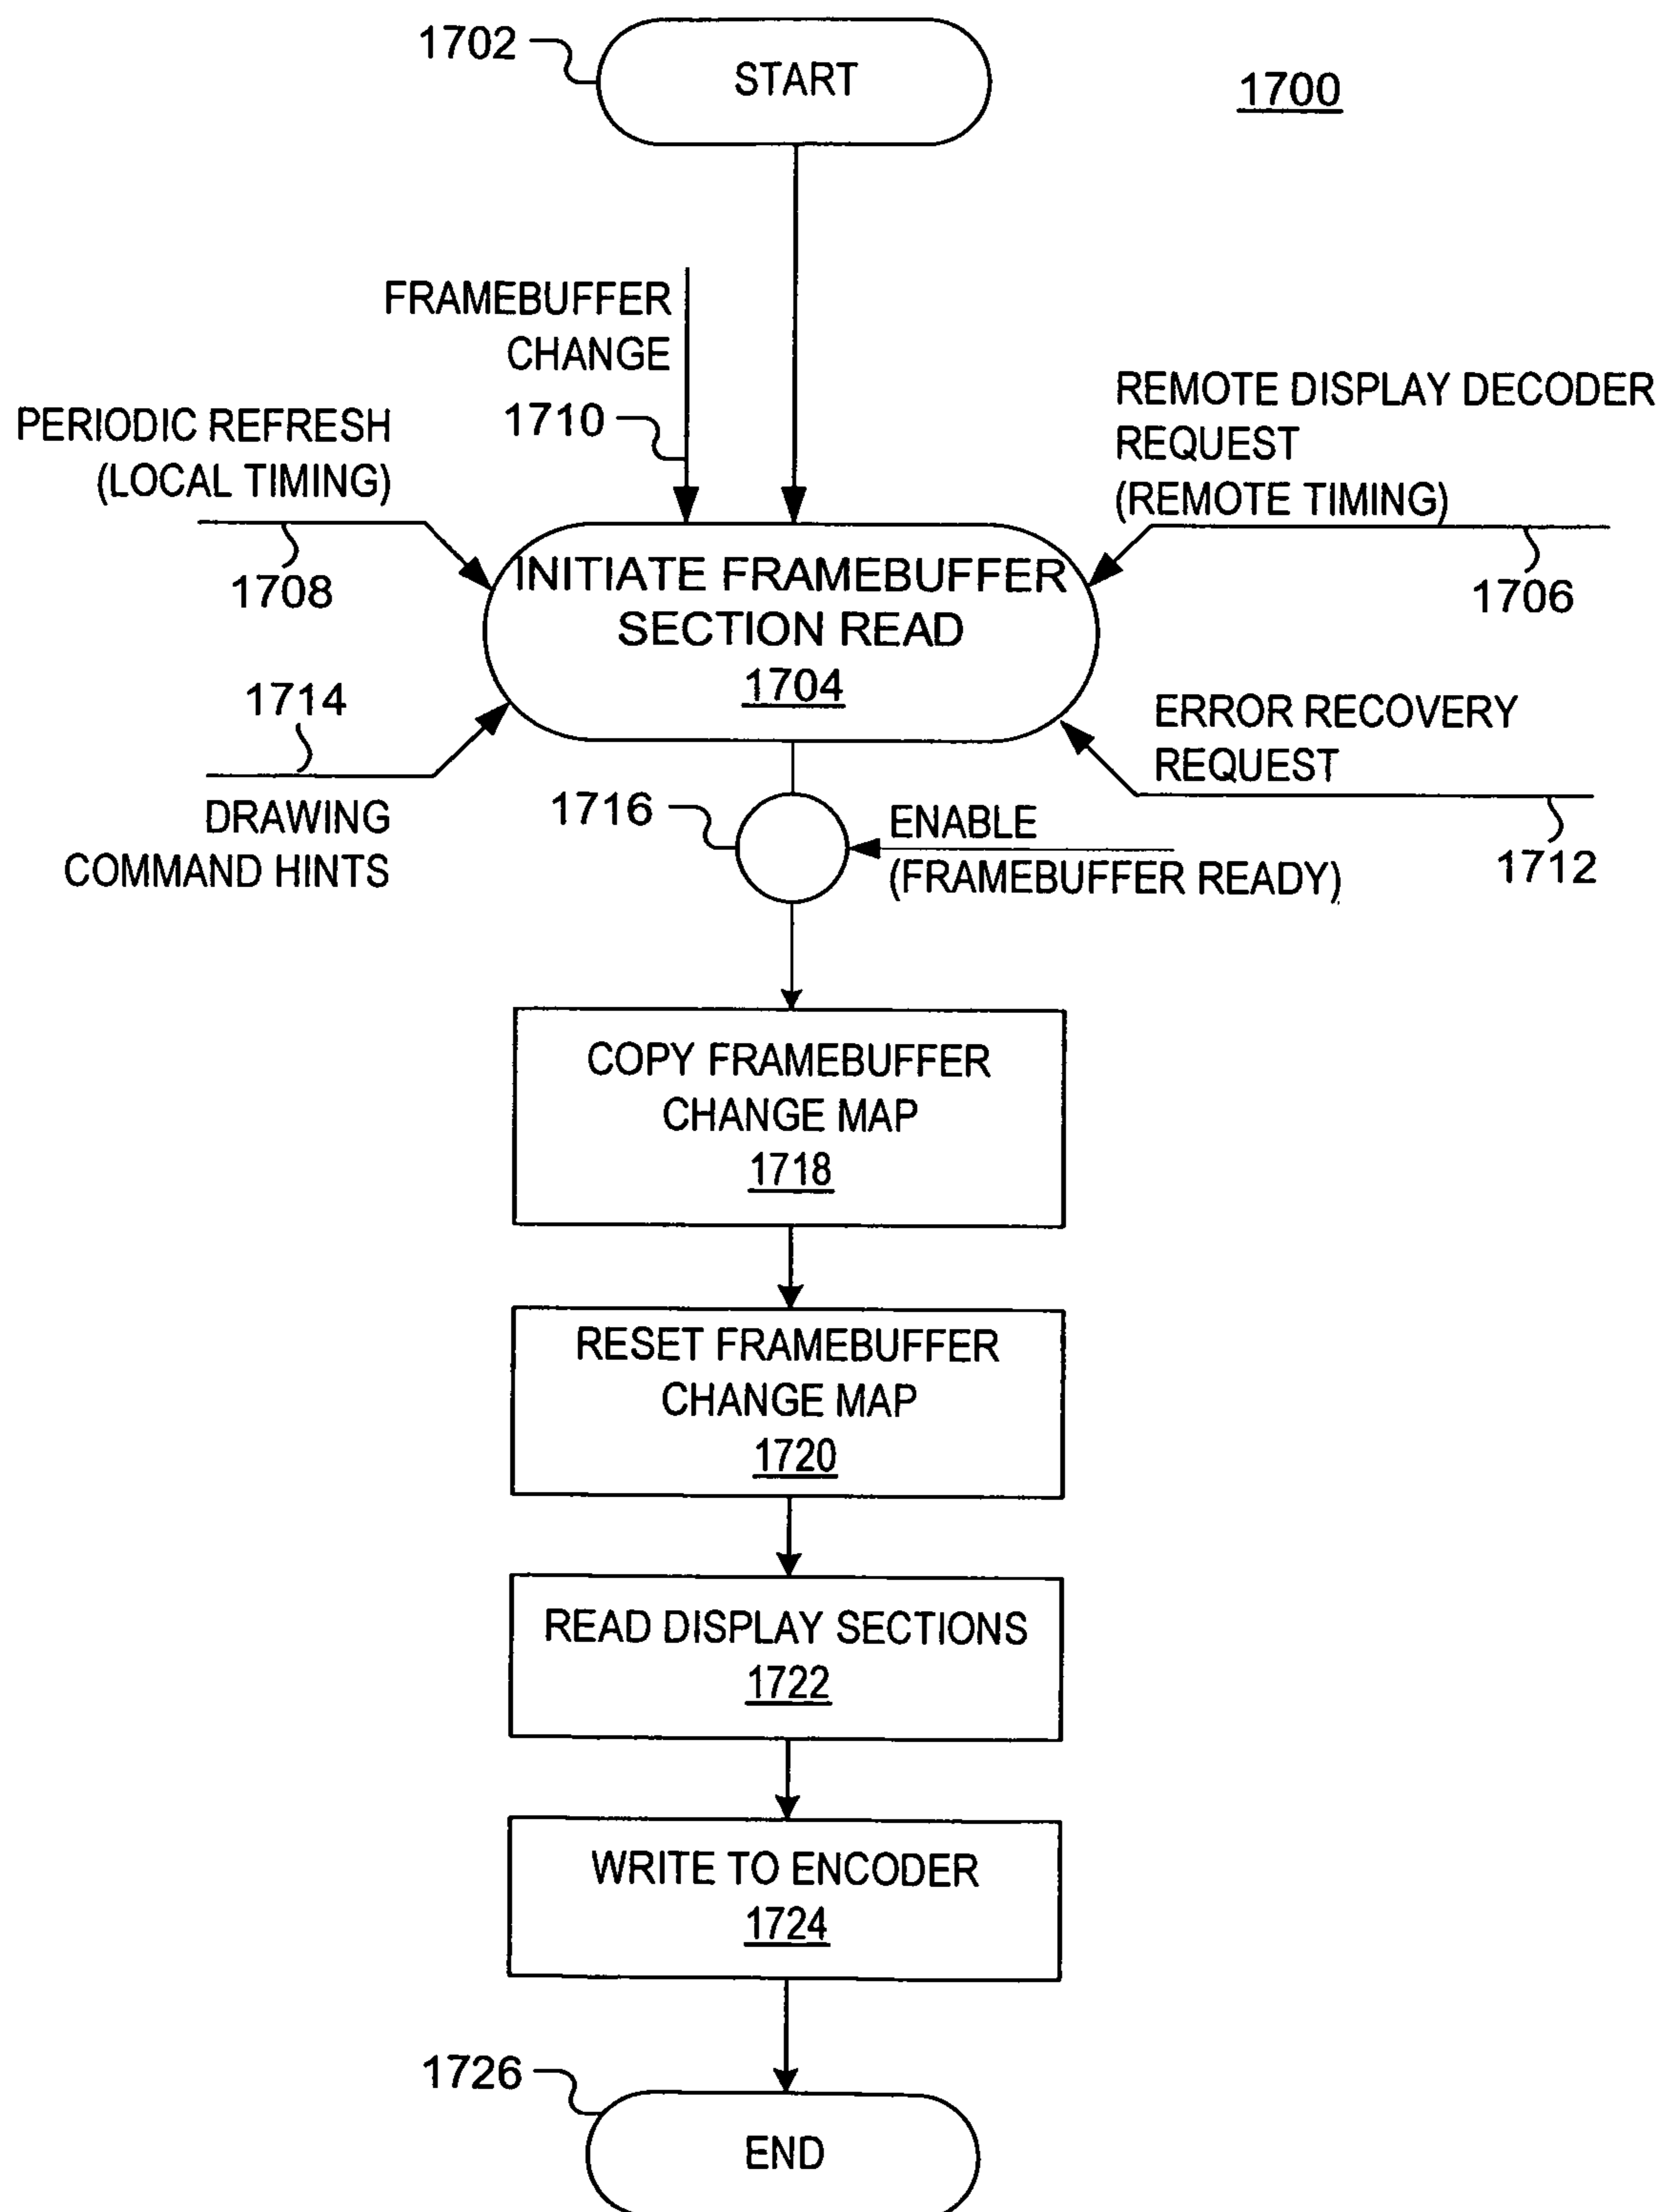 1702
START
1700
FRAMEBUFFER
CHANGE
1710
PERIODIC REFRESH
(LOCAL TIMING)
1708
REMOTE DISPLAY DECODER
REQUEST
(REMOTE TIMING)
1706
INITIATE FRAMEBUFFER
SECTION READ
1704
1714
DRAWING
COMMAND HINTS
ERROR RECOVERY
REQUEST
1712
1716
ENABLE
(FRAMEBUFFER READY)
COPY FRAMEBUFFER
CHANGE MAP
1718
RESET FRAMEBUFFER
CHANGE MAP
1720
READ DISPLAY SECTIONS
1722
WRITE TO ENCODER
1724
1726
END